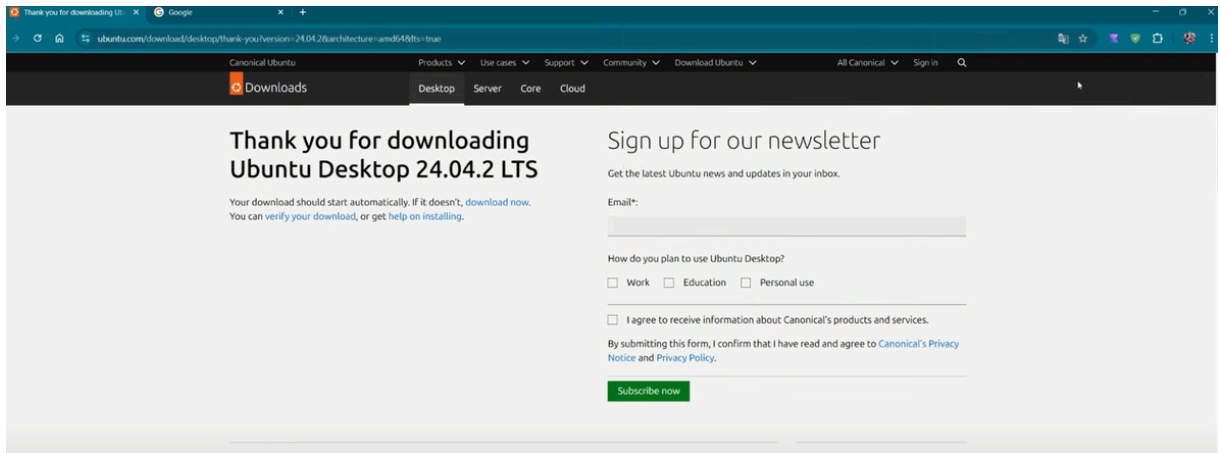 Thank you for downloading Ub
Google
ubuntu.com/download/desktop/thank-you?version=24.04.2&architecture=amd64&lts=true
Canonical Ubuntu Products Use cases Support Community Download Ubuntu All Canonical Sign in
Downloads Desktop Server Core Cloud
Thank you for downloading
Ubuntu Desktop 24.04.2 LTS
Your download should start automatically. If it doesn't, download now.
You can verify your download, or get help on installing.
Sign up for our newsletter
Get the latest Ubuntu news and updates in your inbox.
Email*:
How do you plan to use Ubuntu Desktop?
Work Education Personal use
I agree to receive information about Canonical's products and services.
By submitting this form, I confirm that I have read and agree to Canonical's Privacy
Notice and Privacy Policy.
Subscribe now